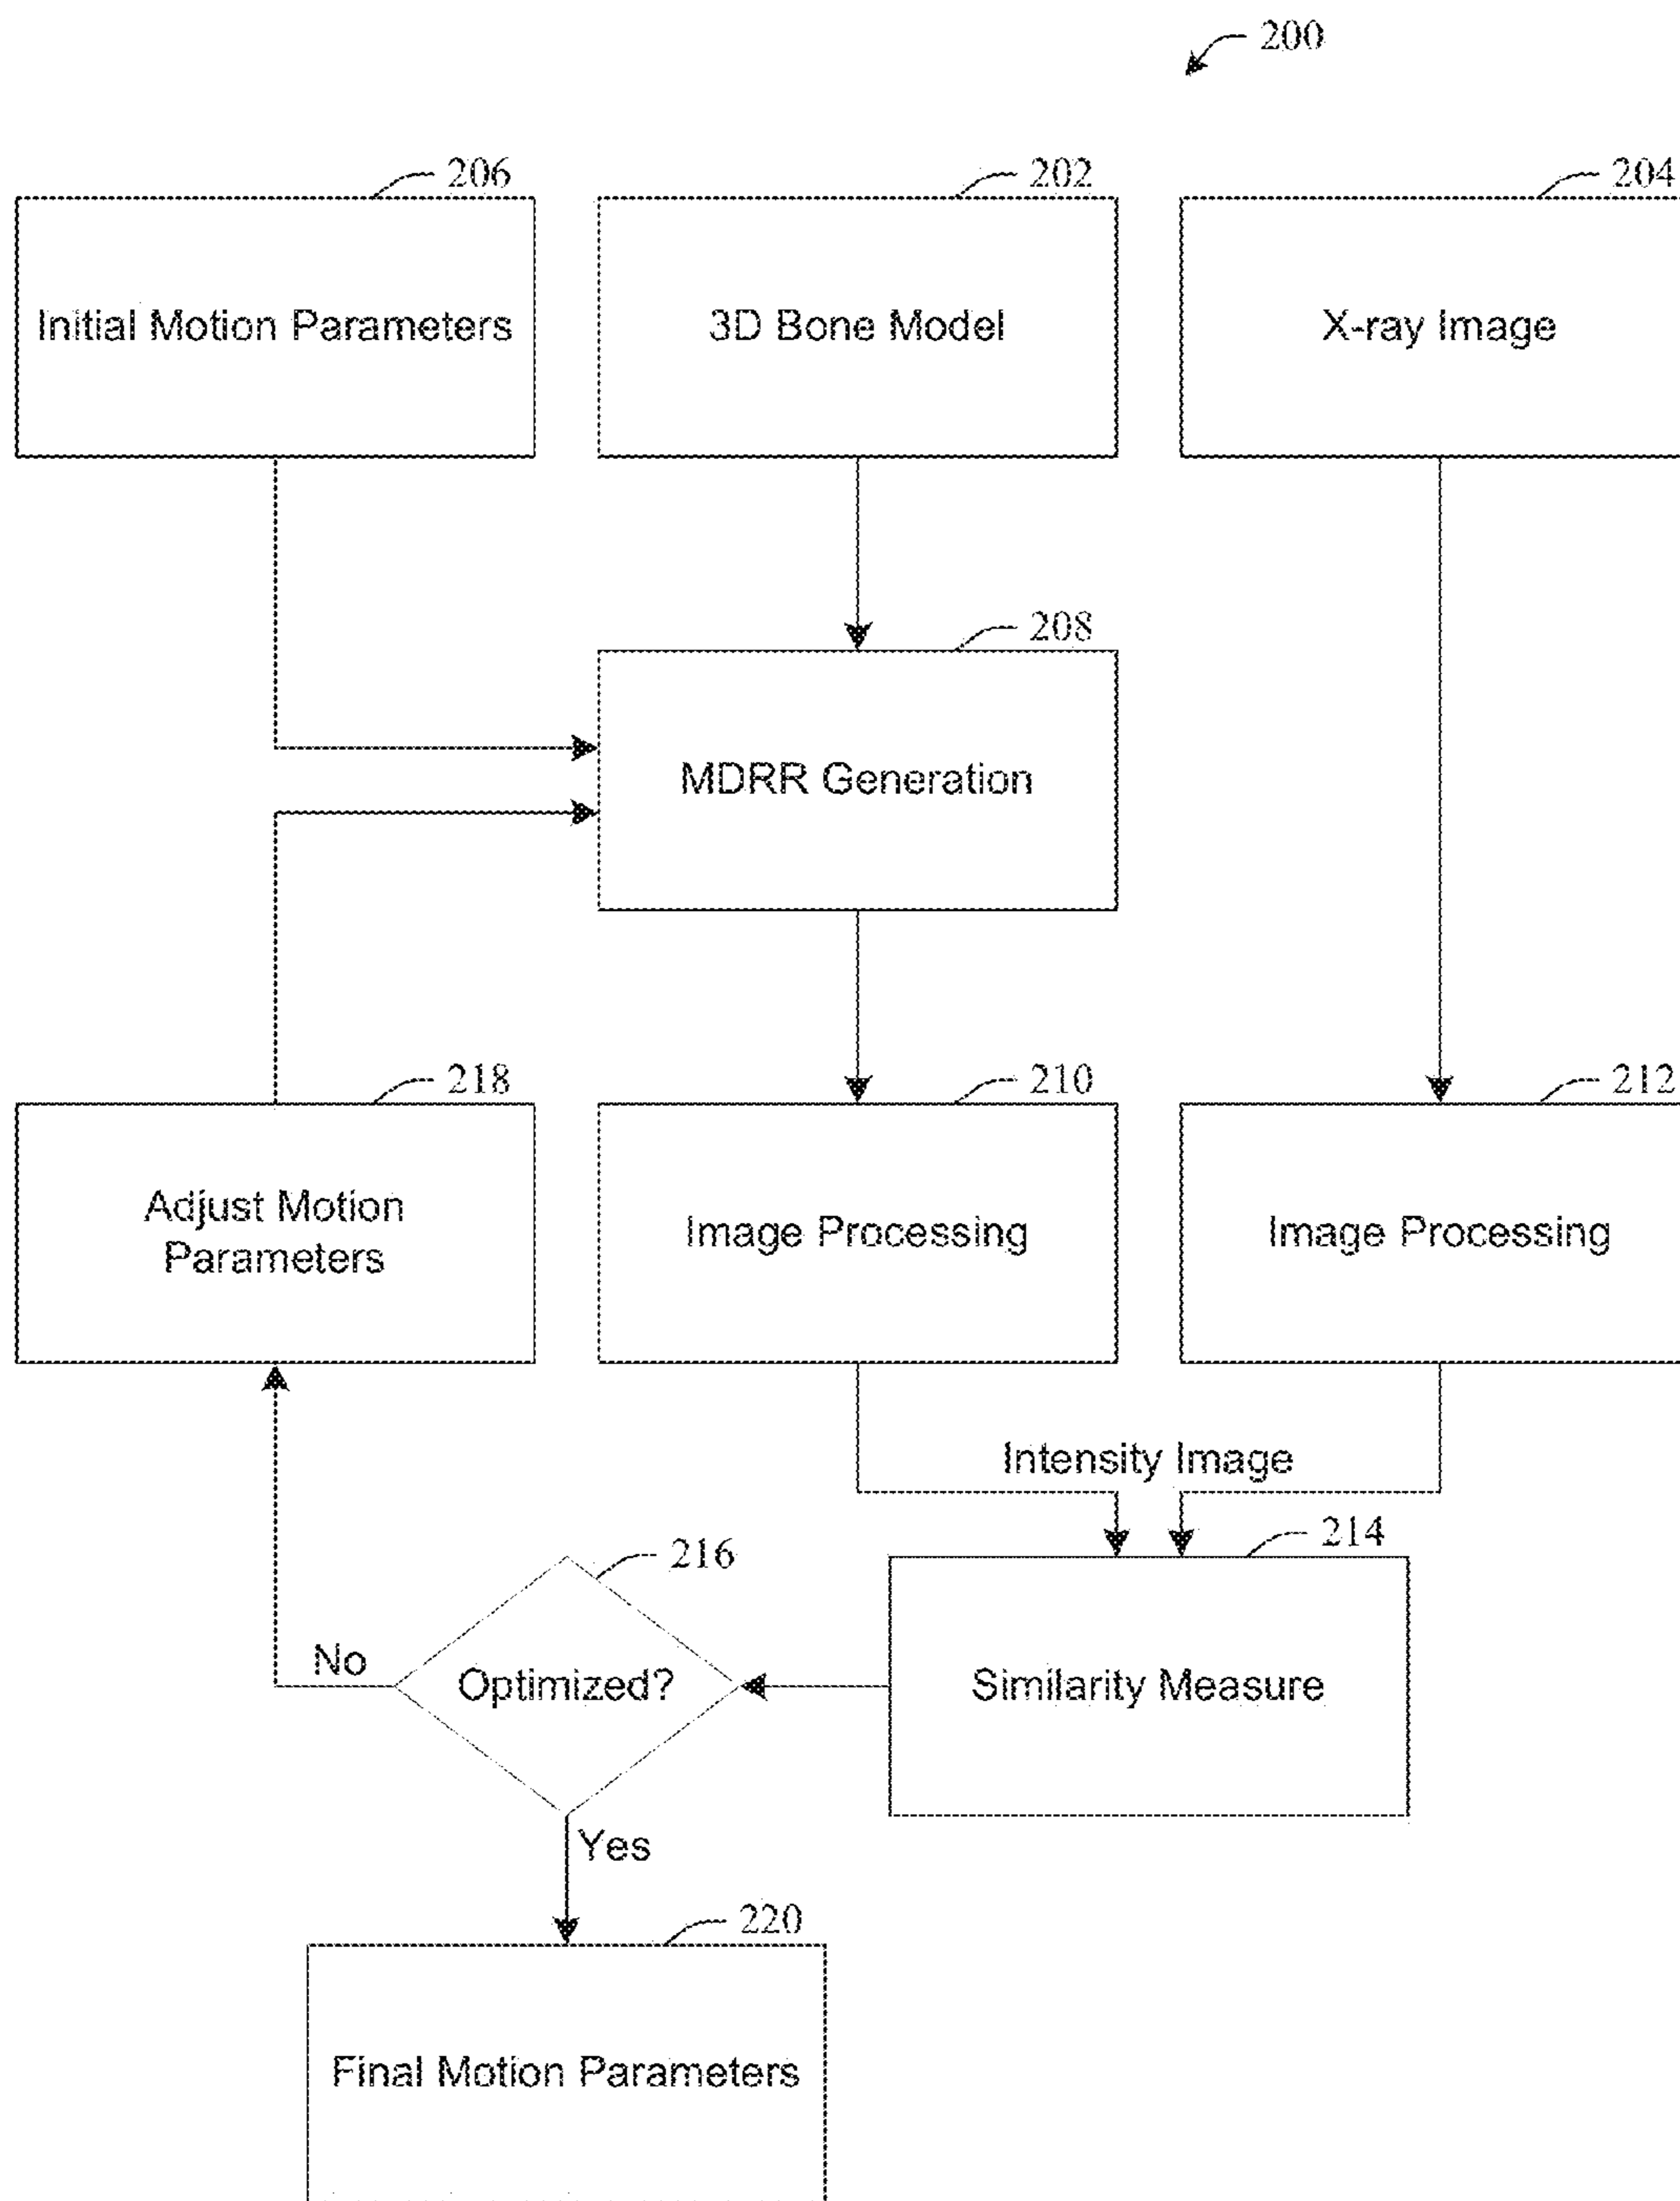 200
206
202
204
Initial Motion Parameters
3D Bone Model
X-ray Image
208
MDRR Generation
218
210
212
Adjust Motion
Parameters
Image Processing
Image Processing
Intensity Image
214
216
No
Optimized?
Similarity Measure
Yes
220
Final Motion Parameters